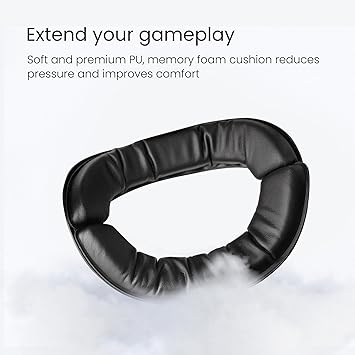 Extend your gameplay
Soft and premium PU, memory foam cushion reduces
pressure and improves comfort